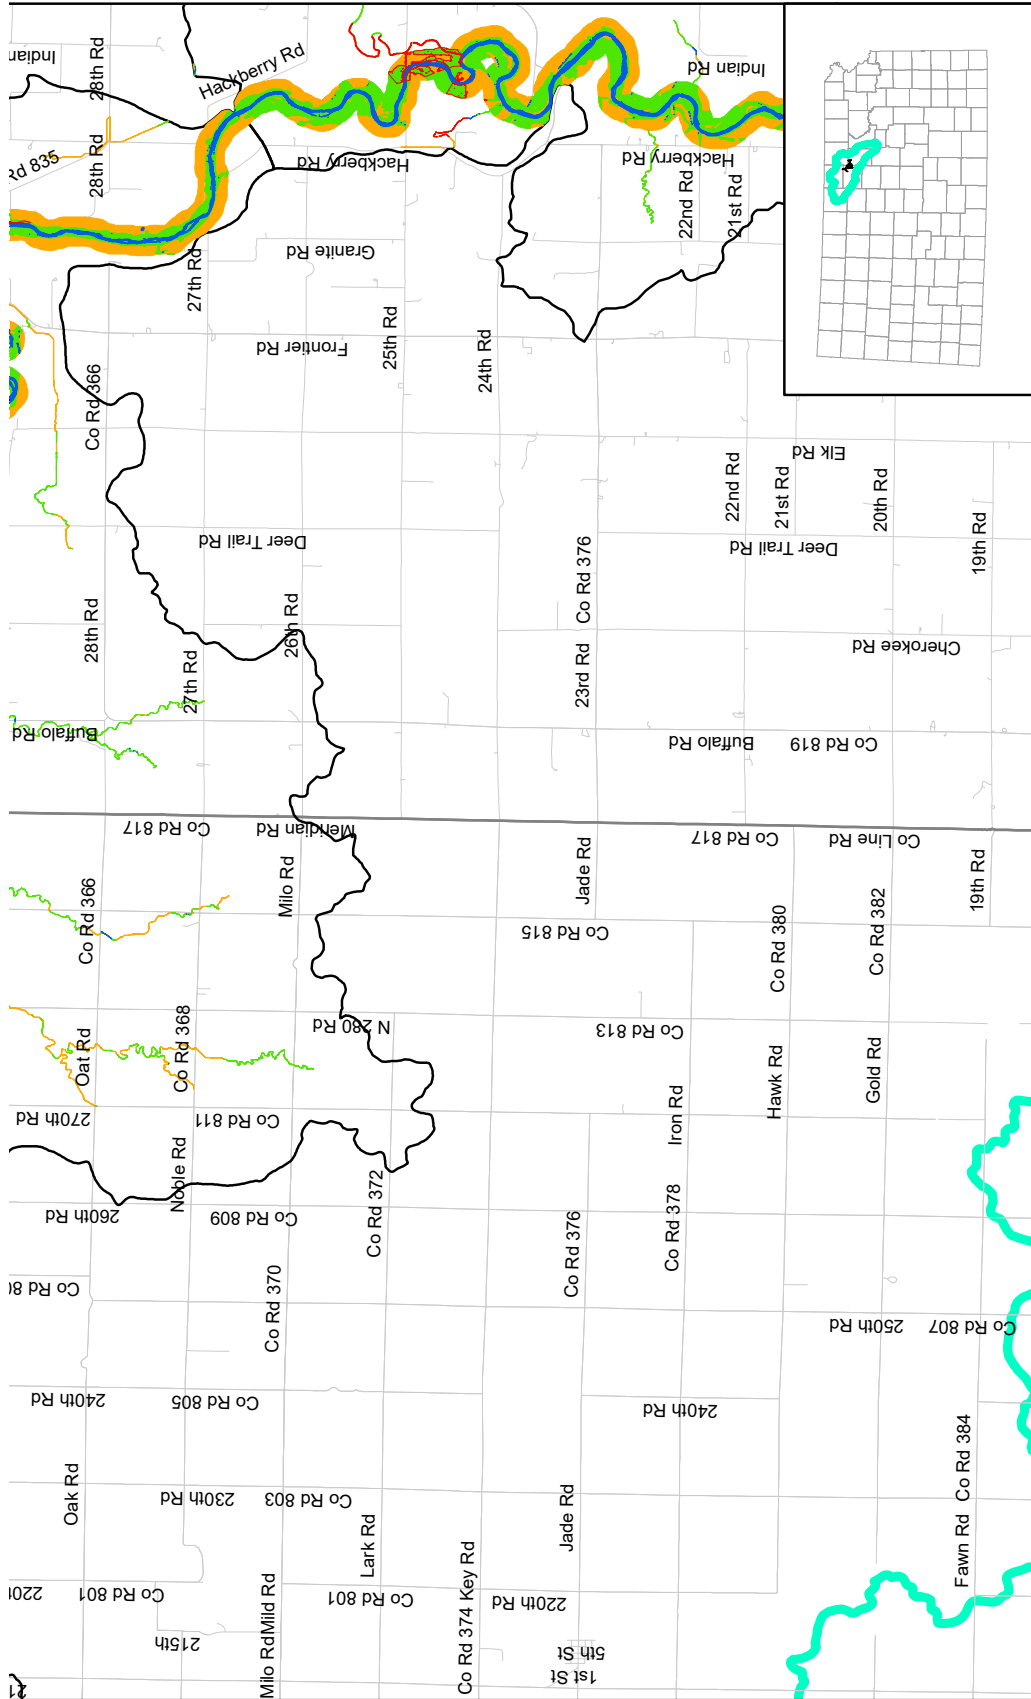 Indian
28th Rd
Hackberry Rd
Indian Rd
28th Rd
Rd 835
Hackberry Rd
Hackberry Rd
22nd Rd
21st Rd
Granite Rd
27th Rd
Frontier Rd
25th Rd
24th Rd
Co Rd 366
Elk Rd
22nd Rd
21st Rd
20th Rd
19th Rd
Deer Trail Rd
Deer Trail Rd
Co Rd 376
28th Rd
26th Rd
Cherokee Rd
27th Rd
23rd Rd
Buffalo Rd
Buffalo Rd
Co Rd 819
Co Rd 817
Meridian Rd
Co Rd 817
Co Line Rd
Milo Rd
Jade Rd
19th Rd
Co Rd 366
Co Rd 815
Co Rd 380
Co Rd 382
N 280 Rd
Co Rd 813
Oat Rd
Co Rd 368
Hawk Rd
Gold Rd
270th Rd
Co Rd 811
Iron Rd
Noble Rd
Co Rd 372
260th Rd
Co Rd 809
Co Rd 376
Co Rd 378
Co Rd 80
Co Rd 370
250th Rd
Co Rd 807
240th Rd
Co Rd 805
240th Rd
Co Rd 384
Oak Rd
230th Rd
Co Rd 803
Jade Rd
Lark Rd
Fawn Rd
220t
Co Rd 801
Co Rd 801
Key Rd
220th Rd
Mild Rd
215th
Milo Rd
Co Rd 374
5th St
1st St
21